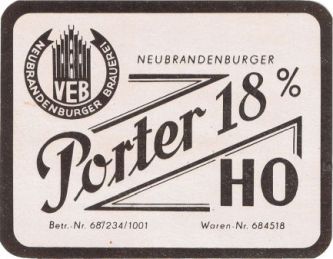 VEB
NEUBRANDENBURGER BRAUEREI
NEUBRANDENBURGER
Porter 18%
HO
Betr.-Nr. 687234/1001
Waren-Nr. 684518